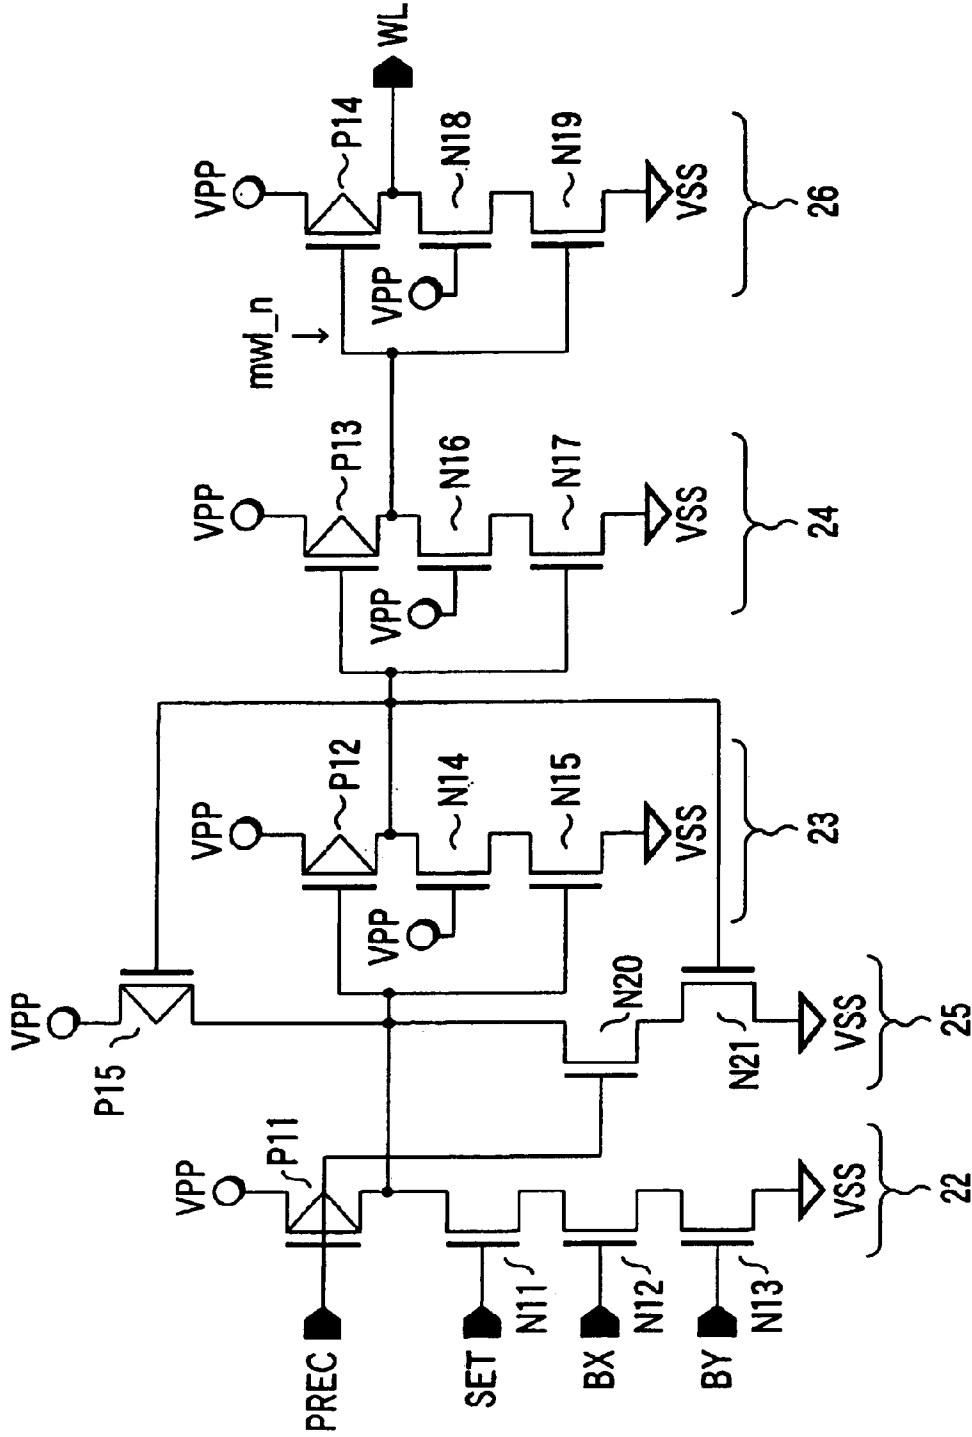 VPP
P14
WL
N18
VPP
N19
VSS
26
mwl_n
VPP
P13
N16
VPP
N17
VSS
24
VPP
P12
N14
VPP
N15
VSS
23
VPP
P15
N20
N21
VSS
25
VPP
P11
PREC
SET
N11
BX
N12
BY
N13
VSS
22